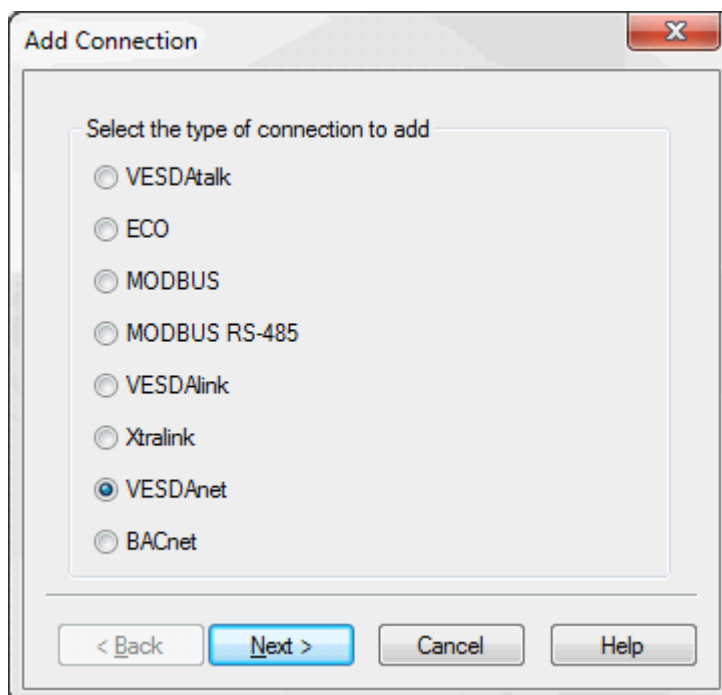 Add Connection
Select the type of connection to add
VESDAtalk
ECO
MODBUS
MODBUS RS-485
VESDAlink
Xtralink
VESDAnet
BACnet
< Back Next > Cancel Help